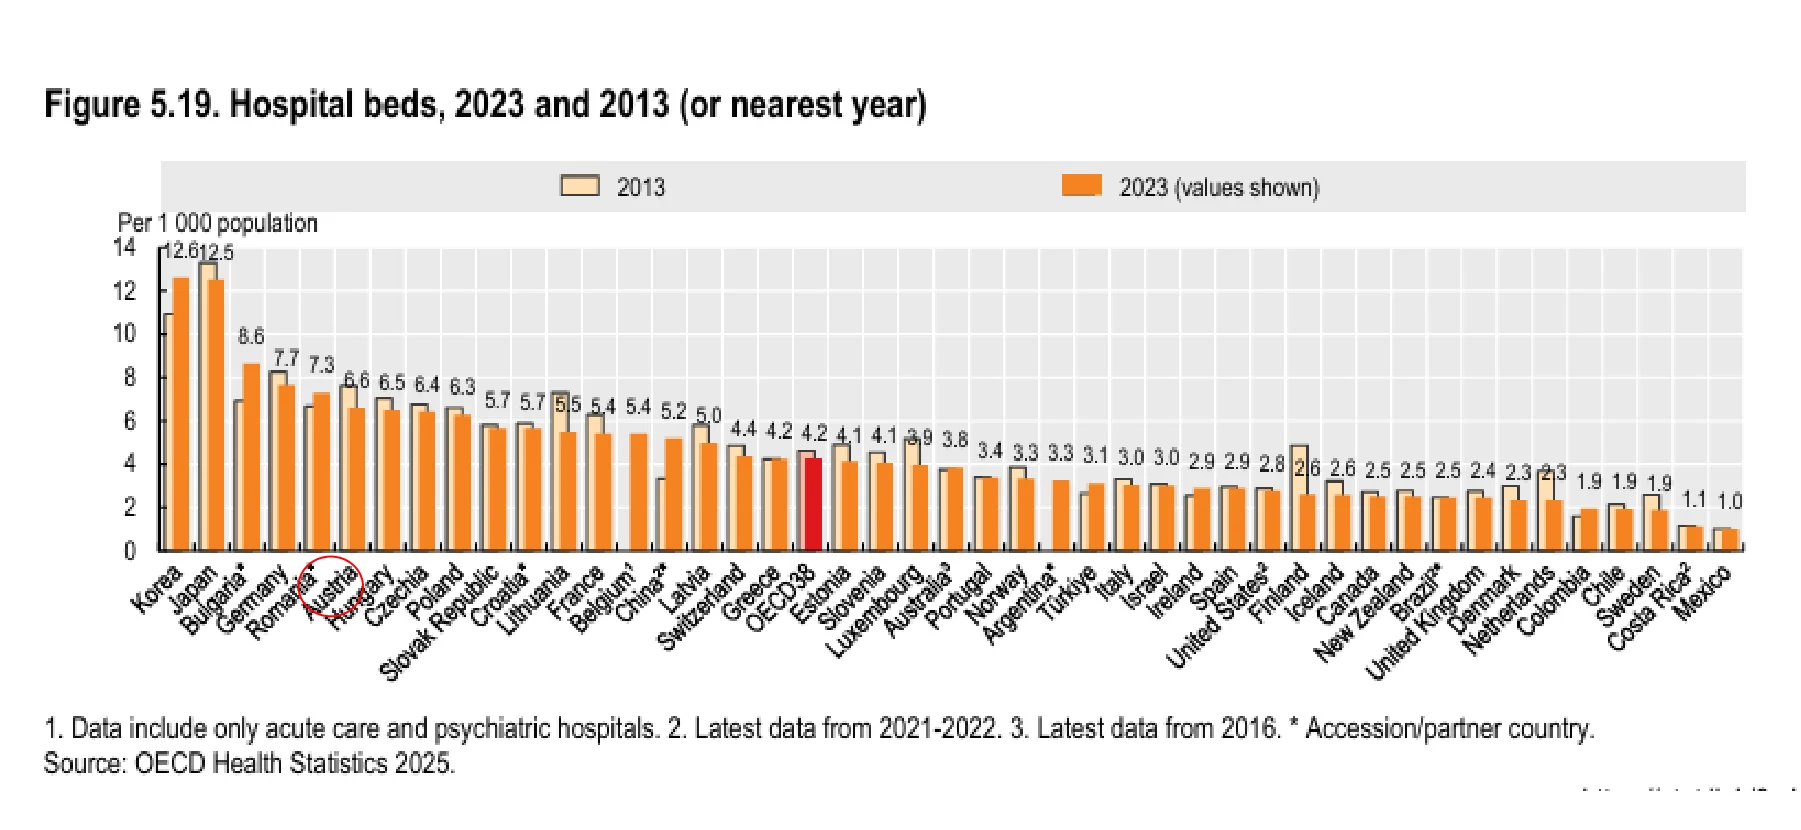 Figure 5.19. Hospital beds, 2023 and 2013 (or nearest year)
2013
2023 (values shown)
Per 1 000 population
14
12
10
8
6
4
2
0
12.6 12.5 8.6 7.7 7.3 6.6 6.5 6.4 6.3 5.7 5.7 5.5 5.4 5.4 5.2 5.0 4.4 4.2 4.2 4.1 4.1 3.9 3.8 3.4 3.3 3.3 3.1 3.0 3.0 2.9 2.9 2.8 2.6 2.6 2.5 2.5 2.5 2.4 2.3 2.3 1.9 1.9 1.9 1.1 1.0
Korea
Japan
Bulgaria*
Germany
Romania*
Austria
Hungary
Czechia
Poland
Slovak Republic
Croatia*
Lithuania
France
Belgium¹
China²*
Latvia
Switzerland
Greece
OECD38
Estonia
Slovenia
Luxembourg
Australia³
Portugal
Norway
Argentina*
Türkiye
Italy
Israel
Ireland
Spain
United States²
Finland
Iceland
Canada
New Zealand
Brazil²*
United Kingdom
Denmark
Netherlands
Colombia
Chile
Sweden
Costa Rica²
Mexico
1. Data include only acute care and psychiatric hospitals. 2. Latest data from 2021-2022. 3. Latest data from 2016. * Accession/partner country.
Source: OECD Health Statistics 2025.